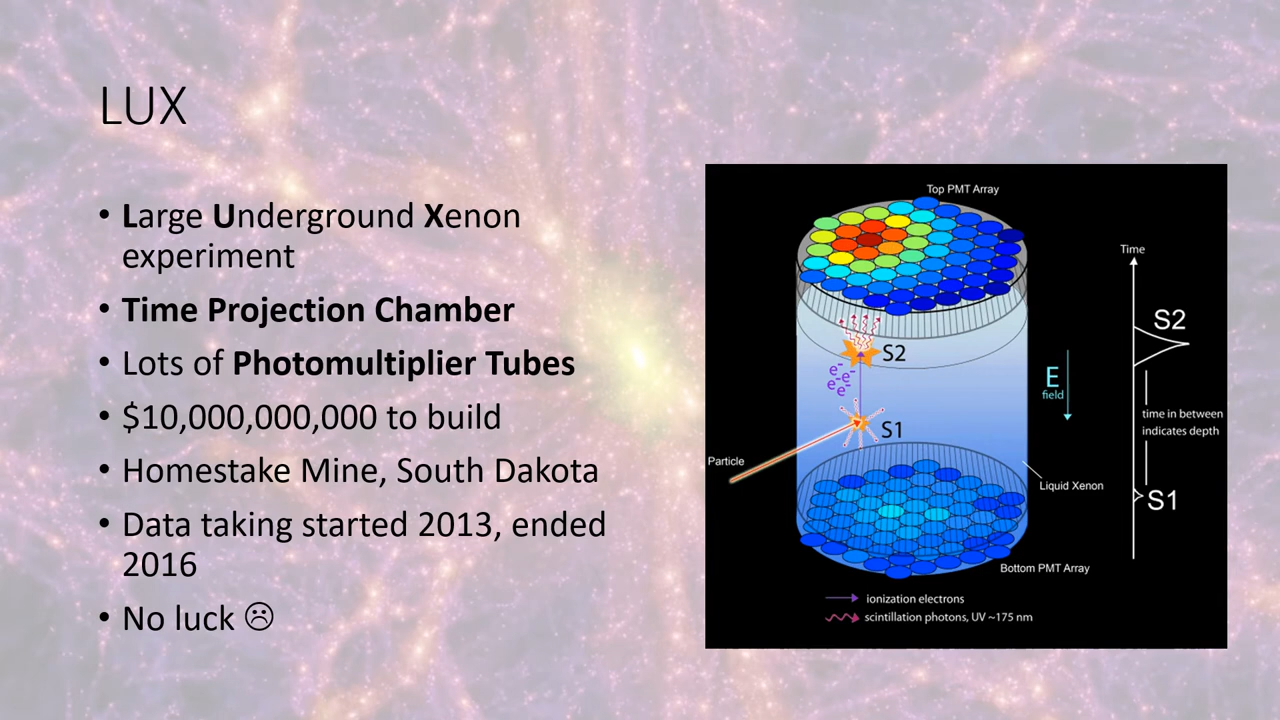 LUX
• Large Underground Xenon
experiment
• Time Projection Chamber
• Lots of Photomultiplier Tubes
• $10,000,000,000 to build
• Homestake Mine, South Dakota
• Data taking started 2013, ended
2016
• No luck ☹
Top PMT Array
Time
S2
S2
e-
e-
e-
e-
E
field
time in between
indicates depth
S1
Particle
Liquid Xenon
S1
Bottom PMT Array
ionization electrons
scintillation photons, UV ~175 nm